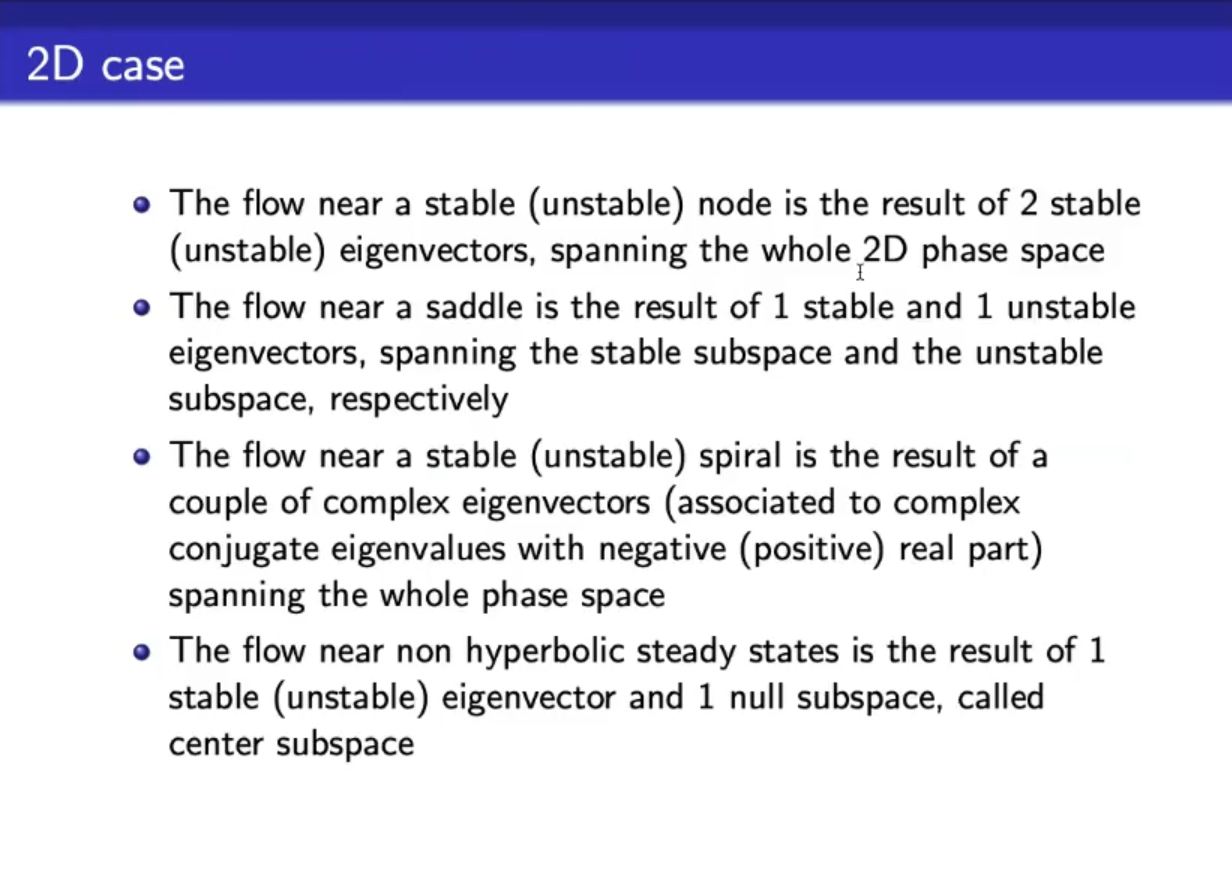 2D case
The flow near a stable (unstable) node is the result of 2 stable
(unstable) eigenvectors, spanning the whole 2D phase space
The flow near a saddle is the result of 1 stable and 1 unstable
eigenvectors, spanning the stable subspace and the unstable
subspace, respectively
The flow near a stable (unstable) spiral is the result of a
couple of complex eigenvectors (associated to complex
conjugate eigenvalues with negative (positive) real part)
spanning the whole phase space
The flow near non hyperbolic steady states is the result of 1
stable (unstable) eigenvector and 1 null subspace, called
center subspace